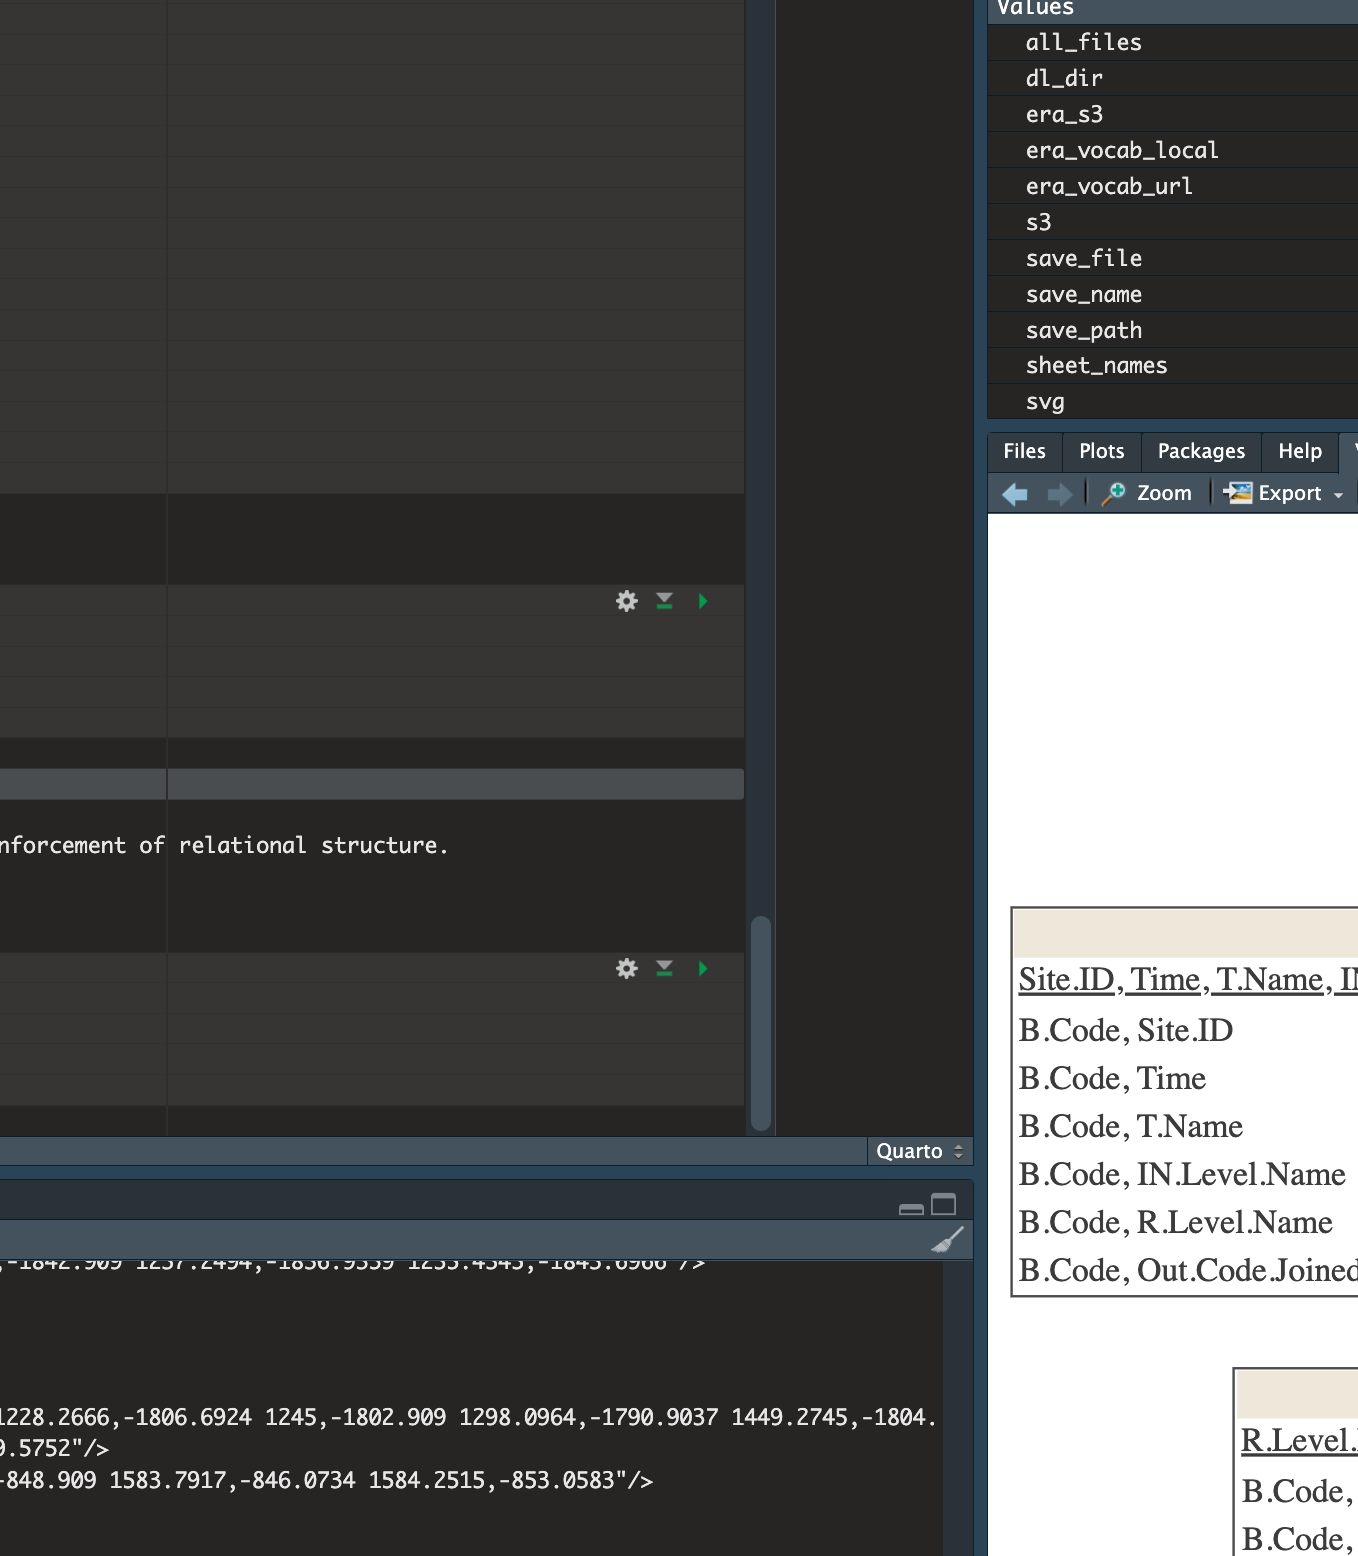 Values
all_files
dl_dir
era_s3
era_vocab_local
era_vocab_url
s3
save_file
save_name
save_path
sheet_names
svg
Files Plots Packages Help
Zoom Export
nforcement of relational structure.
Quarto
1228.2666,-1806.6924 1245,-1802.909 1298.0964,-1790.9037 1449.2745,-1804.
9.5752"/>
-848.909 1583.7917,-846.0734 1584.2515,-853.0583"/>
Site.ID, Time, T.Name, IN
B.Code, Site.ID
B.Code, Time
B.Code, T.Name
B.Code, IN.Level.Name
B.Code, R.Level.Name
B.Code, Out.Code.Joined
R.Level.
B.Code,
B.Code,